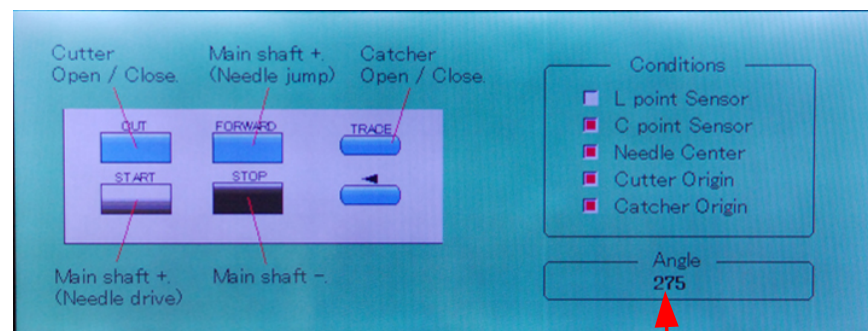 Cutter
Open / Close.
Main shaft +.
(Needle jump)
Catcher
Open / Close.
CUT
FORWARD
TRACE
START
STOP
Main shaft +.
(Needle drive)
Main shaft -.
Conditions
L point Sensor
C point Sensor
Needle Center
Cutter Origin
Catcher Origin
Angle
275